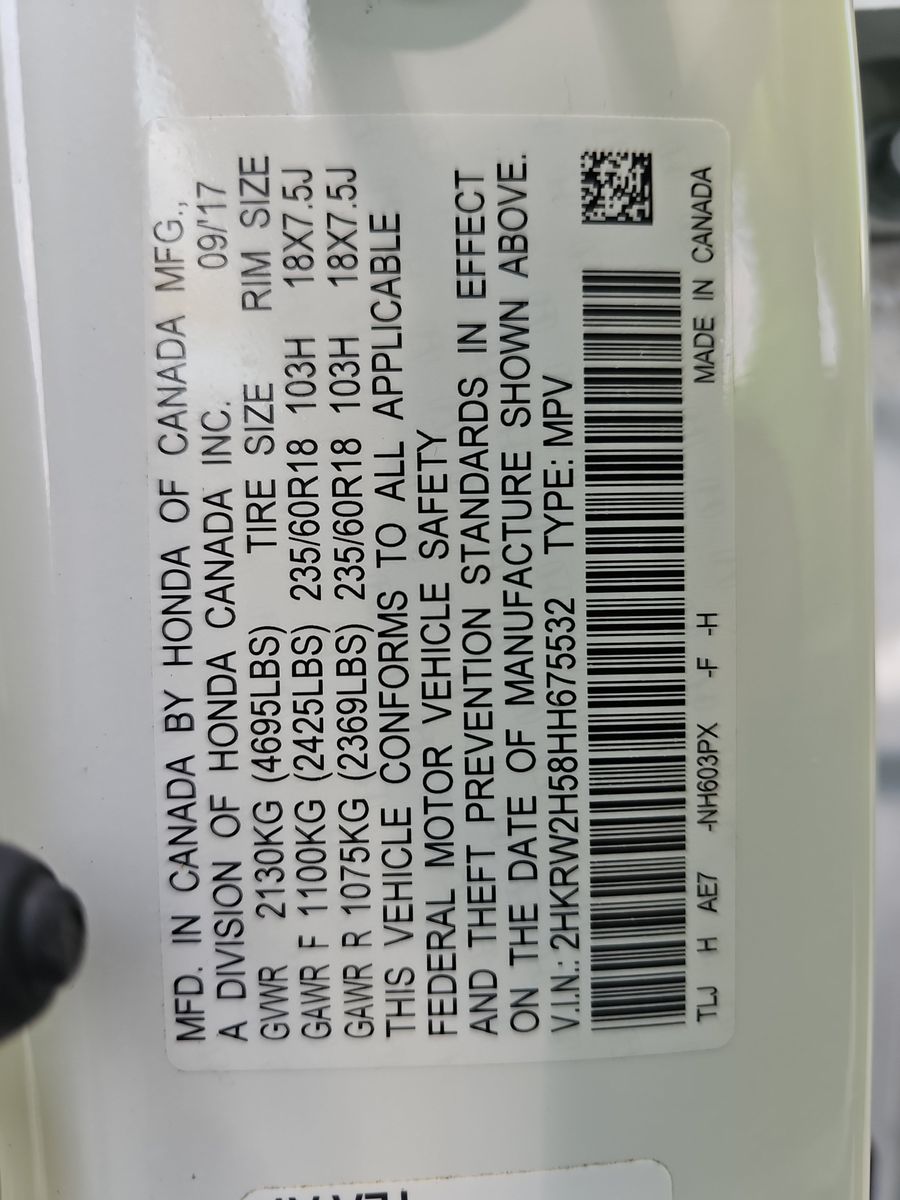 MFD. IN CANADA BY HONDA OF CANADA MFG.,
A DIVISION OF HONDA CANADA INC. 09/'17
GVWR 2130KG (4695LBS) TIRE SIZE RIM SIZE
GAWR F 1100KG (2425LBS) 235/60R18 103H 18X7.5J
GAWR R 1075KG (2369LBS) 235/60R18 103H 18X7.5J
THIS VEHICLE CONFORMS TO ALL APPLICABLE
FEDERAL MOTOR VEHICLE SAFETY
AND THEFT PREVENTION STANDARDS IN EFFECT
ON THE DATE OF MANUFACTURE SHOWN ABOVE.
V.I.N.: 2HKRW2H58HH675532 TYPE: MPV
TLJ H AE7 -NH603PX -F -H MADE IN CANADA